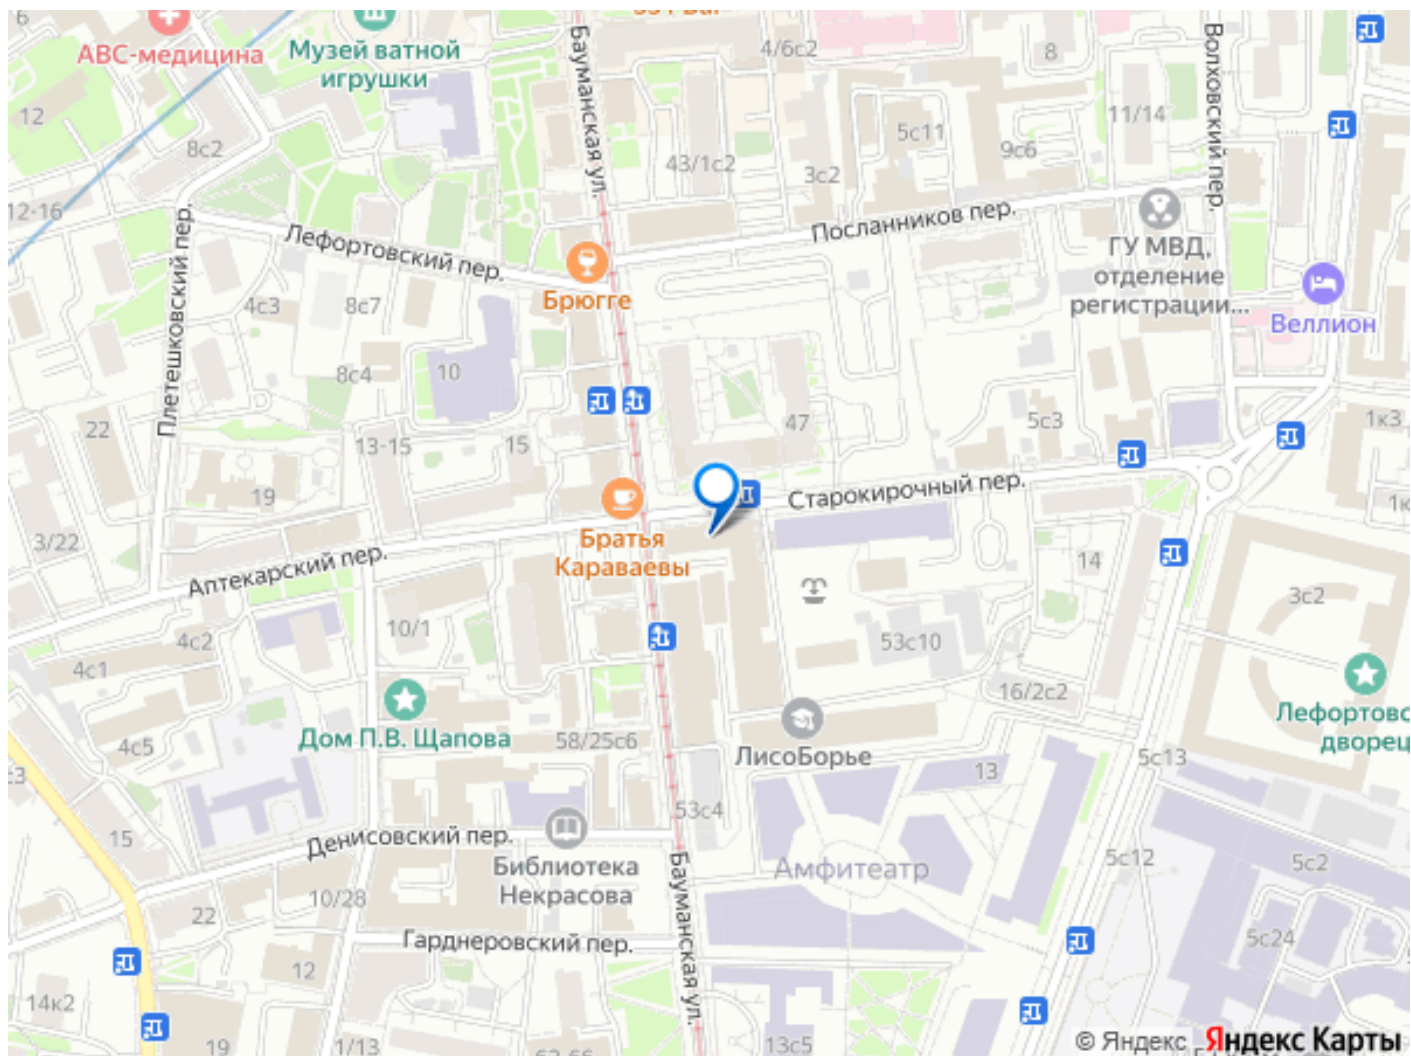 6
АВС-медицина
Музей ватной
игрушки
Бауманская ул.
4/6с2
8
Волховский пер.
12
8с2
5с11
11/14
43/1с2
3с2
9с6
12-16
Лефортовский пер.
Посланников пер.
ГУ МВД,
отделение
регистрации...
Брюгге
Веллион
Плетешковский пер.
4с3
8с7
8с4
10
22
13-15
15
47
5с3
1к3
19
Старокирочный пер.
3/22
Братья
Караваевы
Аптекарский пер.
14
3с2
4с2
10/1
4с1
53с10
16/2с2
Лефортовс
дворец
4с5
Дом П.В. Щапова
58/25с6
ЛисоБорье
13
5с13
15
53с4
Денисовский пер.
Библиотека
Некрасова
Амфитеатр
5с12
5с2
10/28
22
Бауманская ул.
Гарднеровский пер.
5с24
12
14к2
19
1/13
13с5
© Яндекс Яндекс Карты